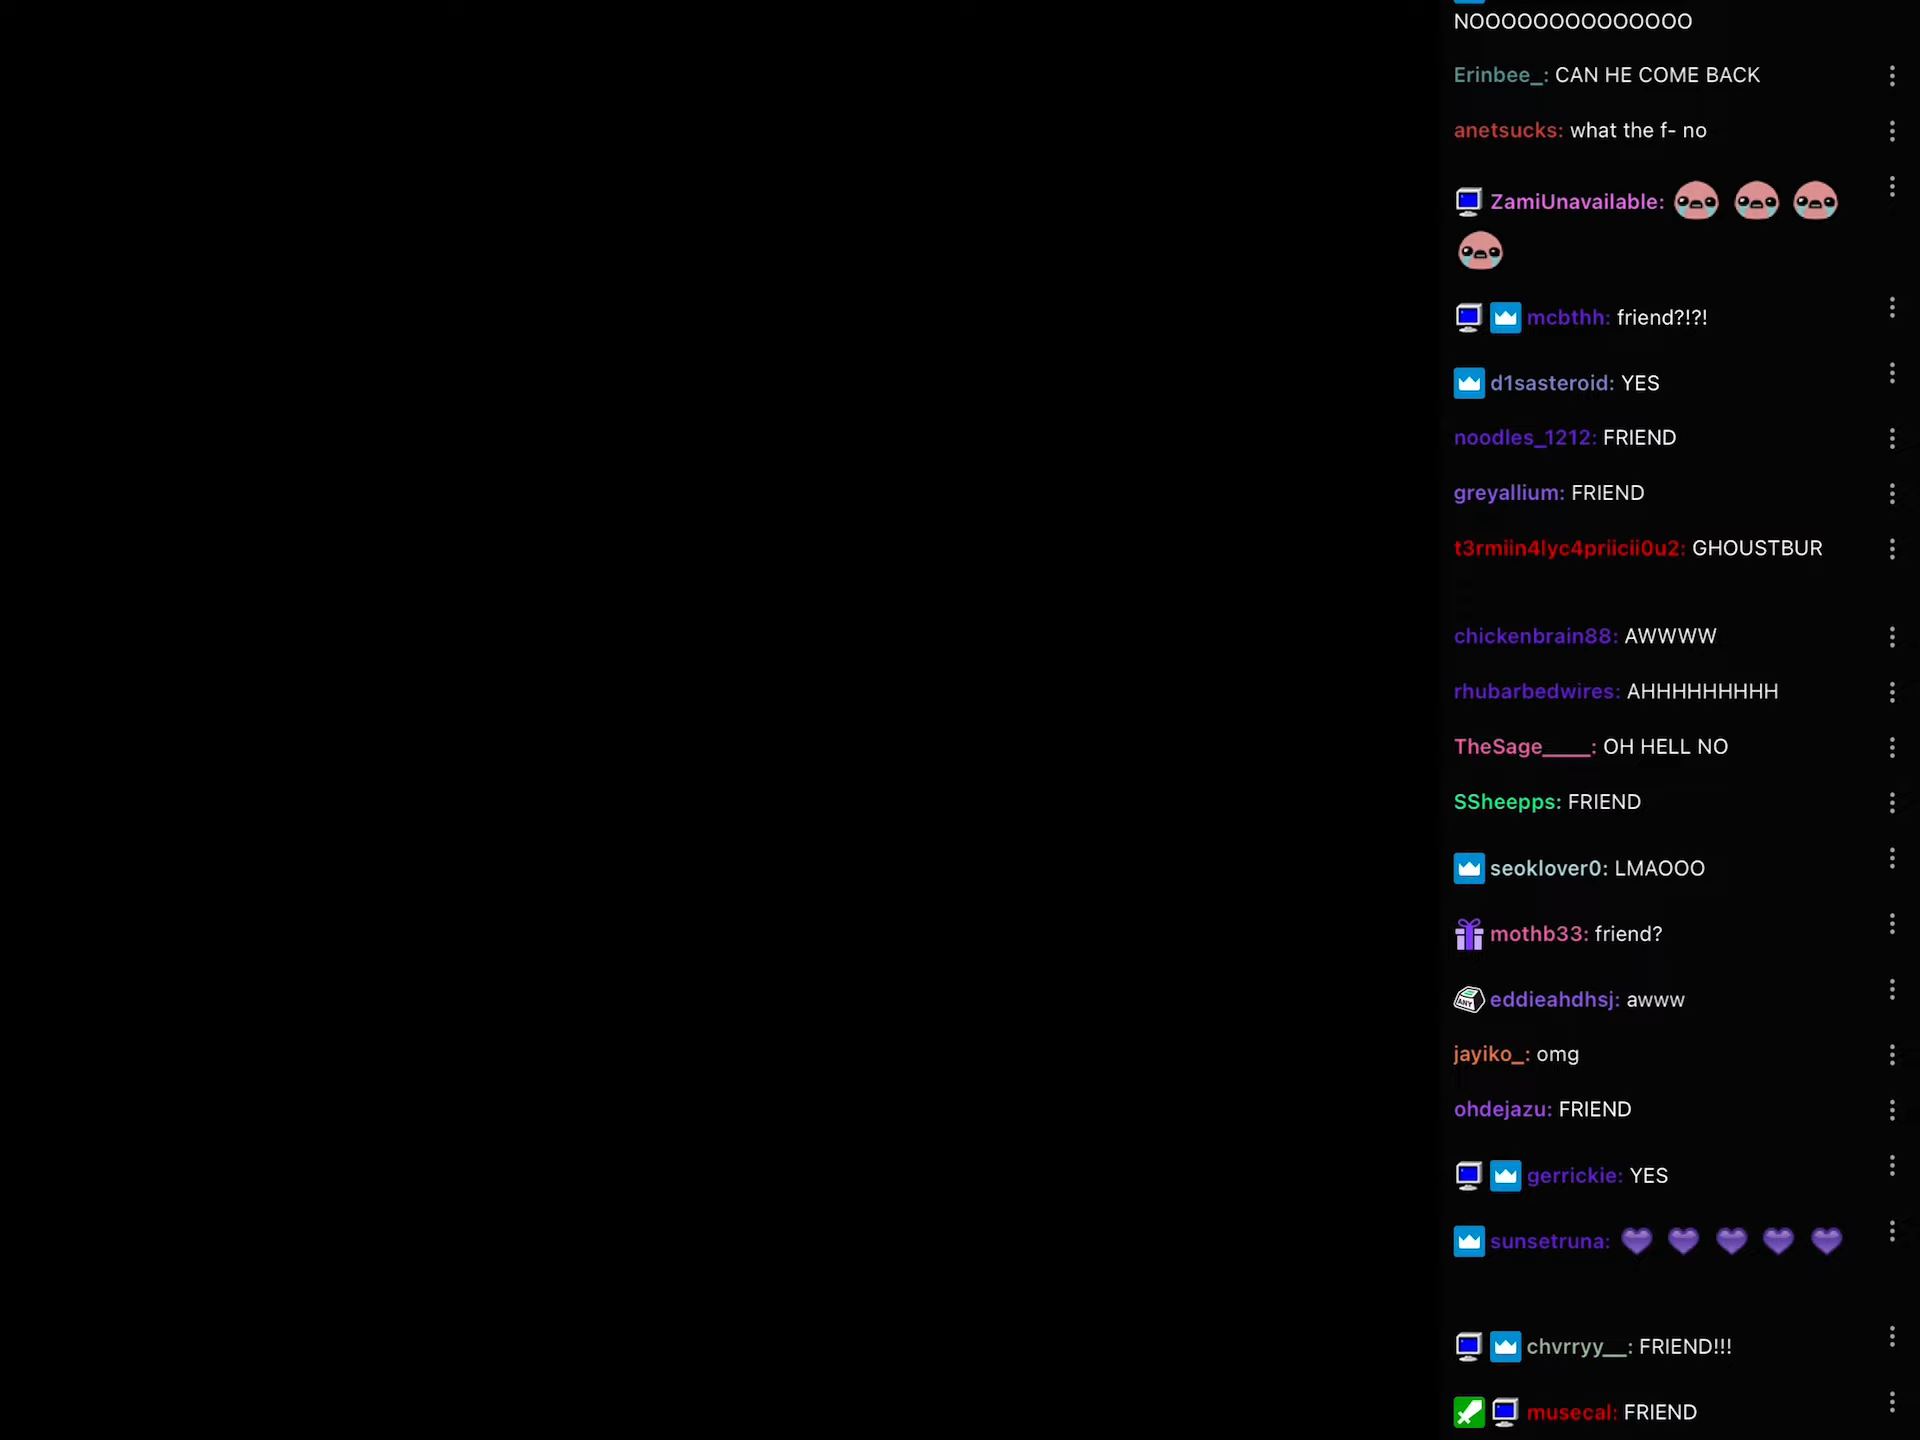 NOOOOOOOOOOOOOO
Erinbee_: CAN HE COME BACK
anetsucks: what the f- no
ZamiUnavailable:
mcbthh: friend?!?!
d1sasteroid: YES
noodles_1212: FRIEND
greyallium: FRIEND
t3rmiin4lyc4priicii0u2: GHOUSTBUR
chickenbrain88: AWWWW
rhubarbedwires: AHHHHHHHHH
TheSage____: OH HELL NO
SSheepps: FRIEND
seoklover0: LMAOOO
mothb33: friend?
ANY eddieahdhsj: awww
jayiko_: omg
ohdejazu: FRIEND
gerrickie: YES
sunsetruna:
chvrryy__: FRIEND!!!
musecal: FRIEND